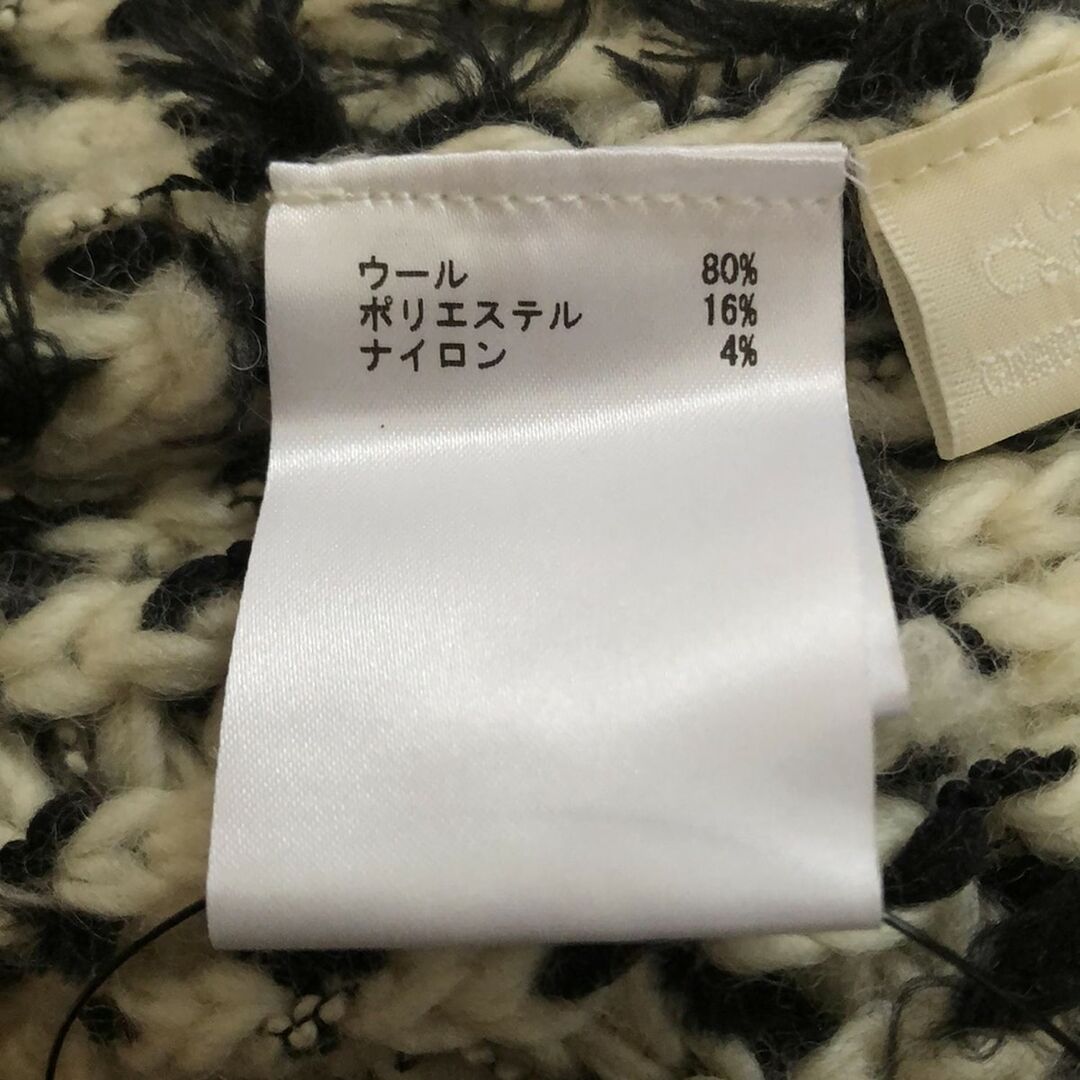 ウール 80%
ポリエステル 16%
ナイロン 4%